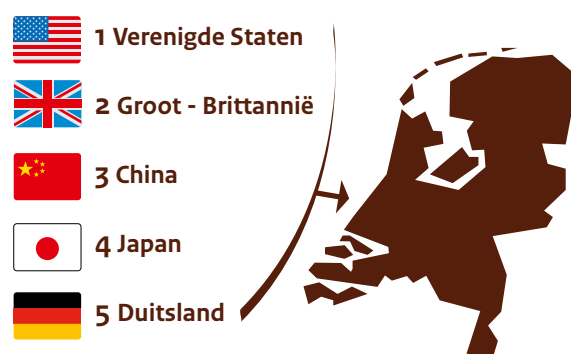 1 Verenigde Staten
2 Groot - Brittannië
3 China
4 Japan
5 Duitsland